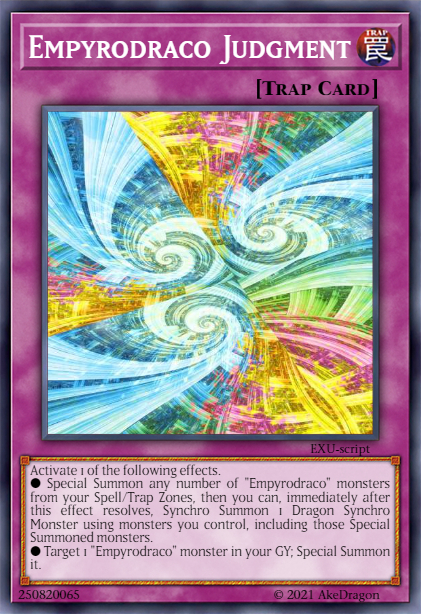 Empyrodraco Judgment
TRAP
罠
[Trap Card]
EXU-script
Activate 1 of the following effects.
● Special Summon any number of "Empyrodraco" monsters
from your Spell/Trap Zones, then you can, immediately after
this effect resolves, Synchro Summon 1 Dragon Synchro
Monster using monsters you control, including those Special
Summoned monsters.
● Target 1 "Empyrodraco" monster in your GY; Special Summon
it.
250820065
© 2021 AkeDragon